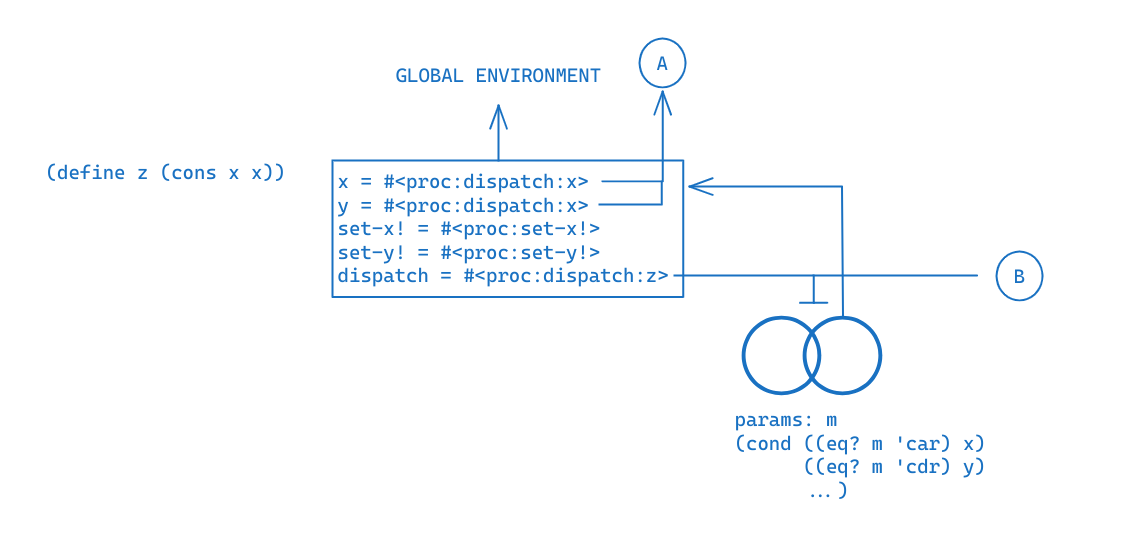 A
GLOBAL ENVIRONMENT
(define z (cons x x))
x = #<proc:dispatch:x>
y = #<proc:dispatch:x>
set-x! = #<proc:set-x!>
set-y! = #<proc:set-y!>
dispatch = #<proc:dispatch:z>
B
params: m
(cond ((eq? m 'car) x)
((eq? m 'cdr) y)
...)